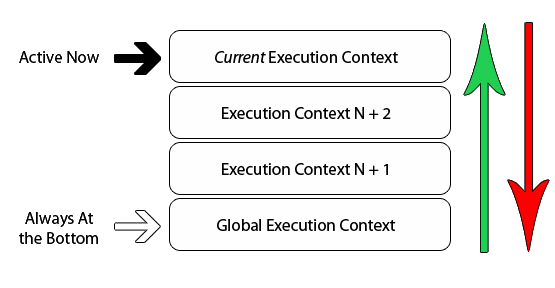 Active Now
Current Execution Context
Execution Context N + 2
Execution Context N + 1
Always At
the Bottom
Global Execution Context